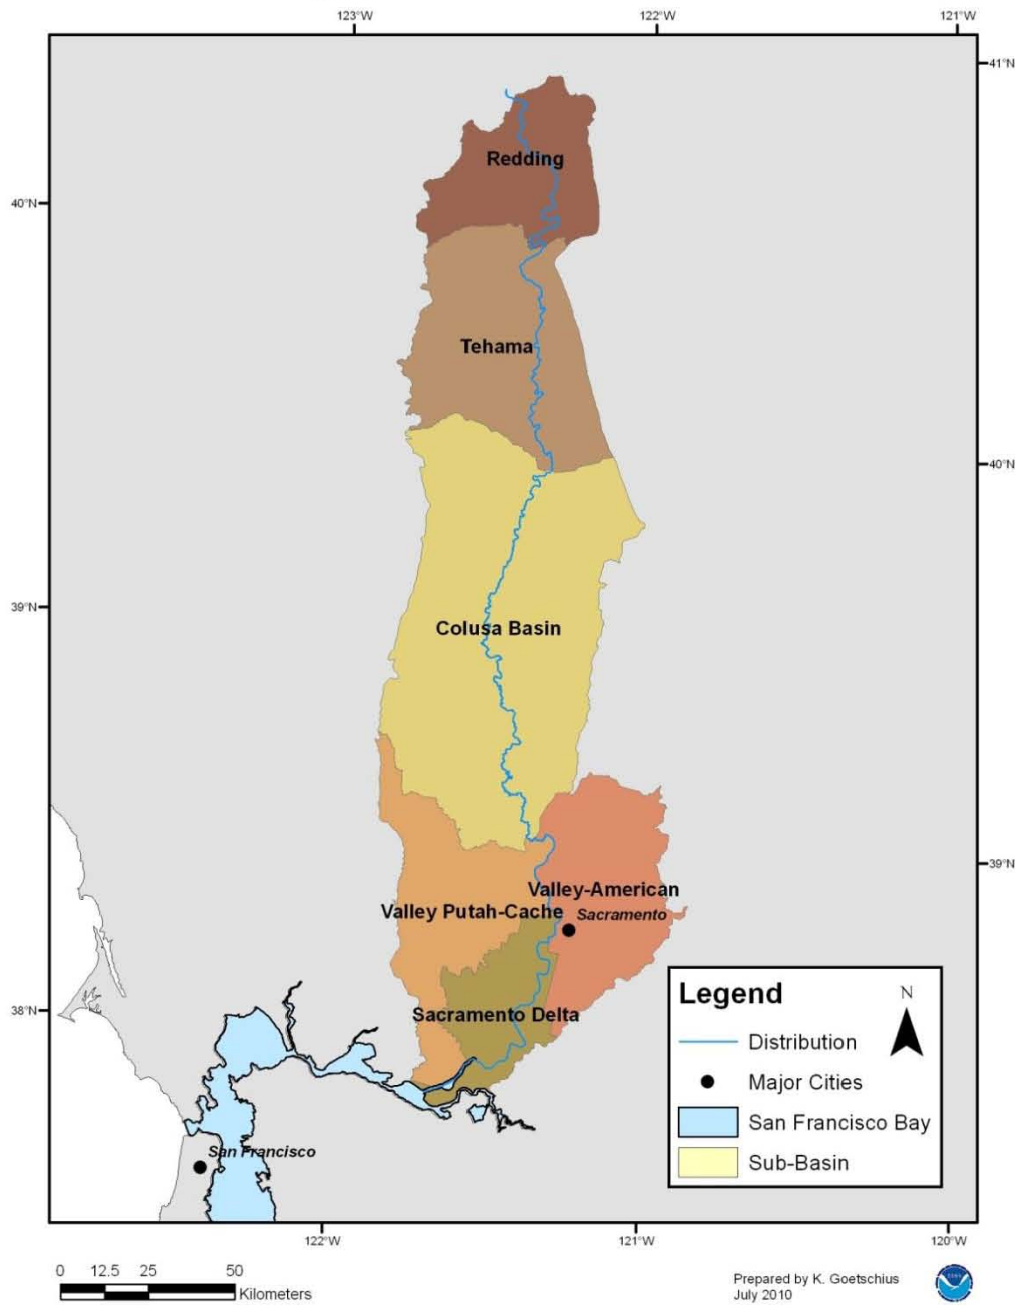 123°W
122°W
121°W
41°N
40°N
Redding
Tehama
40°N
39°N
Colusa Basin
39°N
Valley-American
Valley Putah-Cache
Sacramento
38°N
Sacramento Delta
San Francisco
Legend
N
Distribution
Major Cities
San Francisco Bay
Sub-Basin
122°W
121°W
120°W
0 12.5 25 50
Kilometers
Prepared by K. Goetschius
July 2010